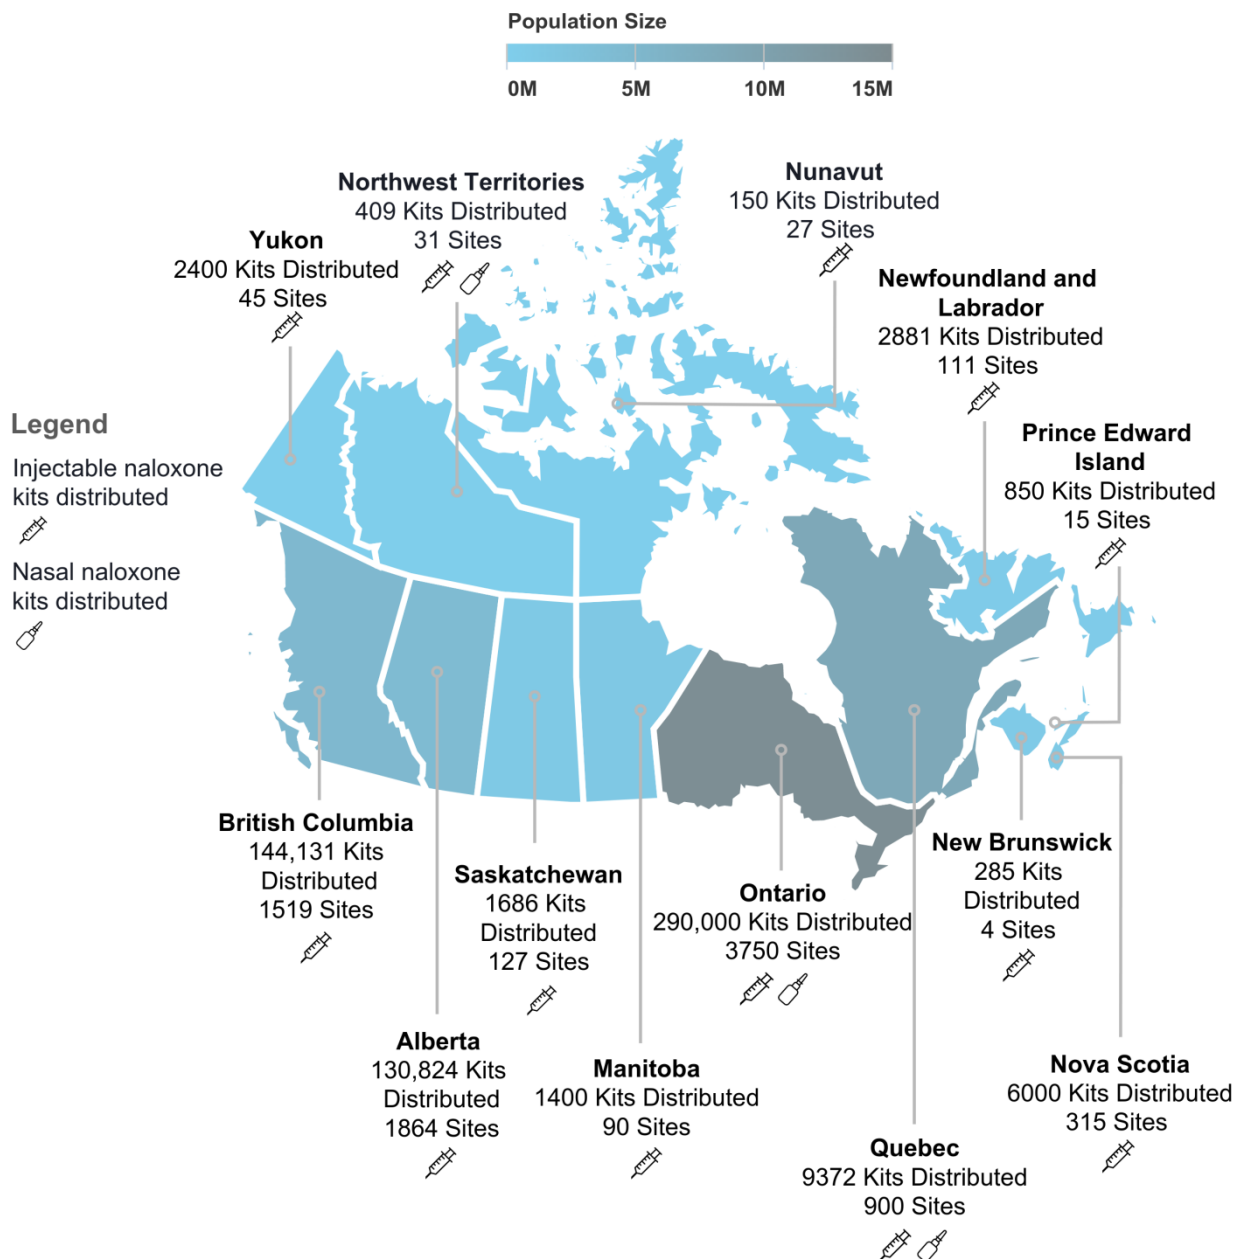 Population Size
0M
5M
10M
15M
Northwest Territories
409 Kits Distributed
31 Sites
Nunavut
150 Kits Distributed
27 Sites
Yukon
2400 Kits Distributed
45 Sites
Newfoundland and
Labrador
2881 Kits Distributed
111 Sites
Legend
Injectable naloxone
kits distributed
Nasal naloxone
kits distributed
Prince Edward
Island
850 Kits Distributed
15 Sites
British Columbia
144,131 Kits
Distributed
1519 Sites
Saskatchewan
1686 Kits
Distributed
127 Sites
Ontario
290,000 Kits Distributed
3750 Sites
New Brunswick
285 Kits
Distributed
4 Sites
Alberta
130,824 Kits
Distributed
1864 Sites
Manitoba
1400 Kits Distributed
90 Sites
Nova Scotia
6000 Kits Distributed
315 Sites
Quebec
9372 Kits Distributed
900 Sites